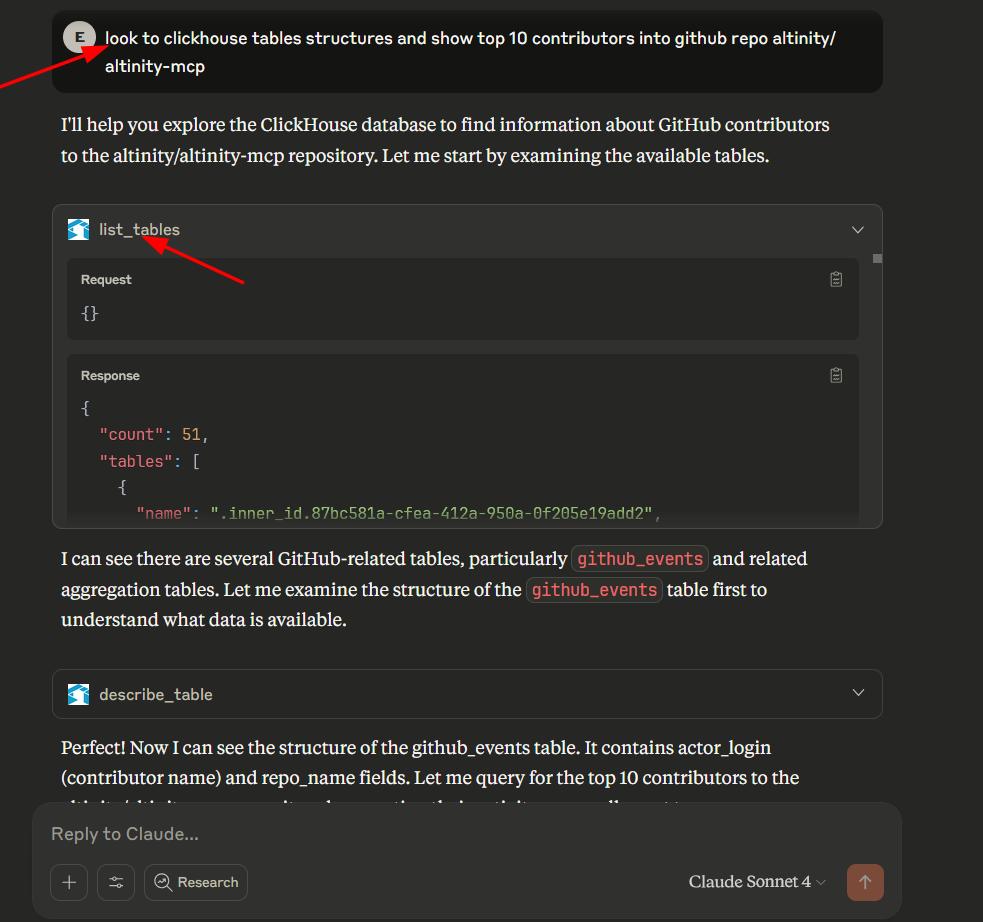 E
look to clickhouse tables structures and show top 10 contributors into github repo altinity/
altinity-mcp
I'll help you explore the ClickHouse database to find information about GitHub contributors
to the altinity/altinity-mcp repository. Let me start by examining the available tables.
list_tables
Request
{}
Response
{
"count": 51,
"tables": [
{
"name": ".inner_id.87bc581a-cfea-412a-950a-0f205e19add2",
I can see there are several GitHub-related tables, particularly github_events and related
aggregation tables. Let me examine the structure of the github_events table first to
understand what data is available.
describe_table
Perfect! Now I can see the structure of the github_events table. It contains actor_login
(contributor name) and repo_name fields. Let me query for the top 10 contributors to the
Reply to Claude...
Research
Claude Sonnet 4